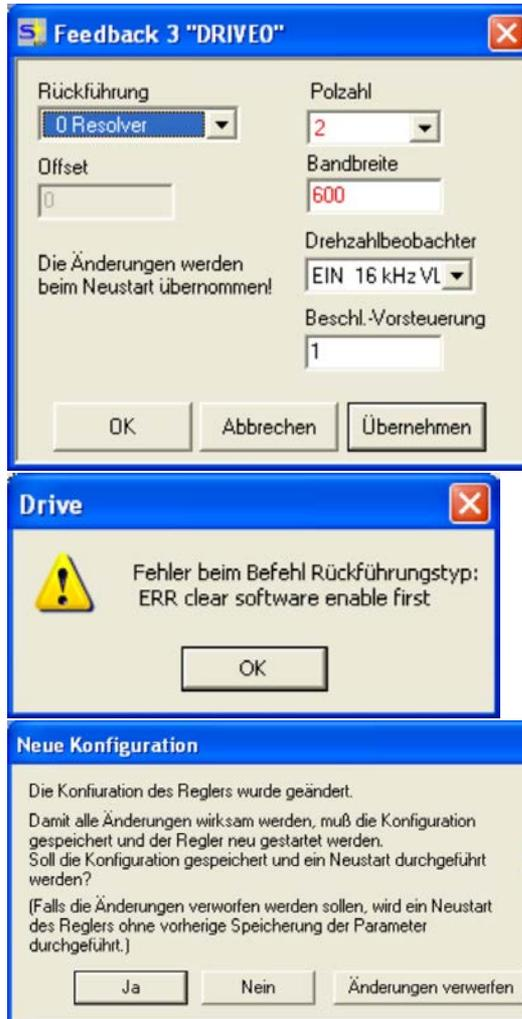 Feedback 3 "DRIVE0"
Rückführung
0 Resolver
Polzahl
2
Offset
0
Bandbreite
600
Die Änderungen werden
beim Neustart übernommen!
Drehzahlbeobachter
EIN 16 kHz VL
Beschl.-Vorsteuerung
1
OK
Abbrechen
Übernehmen
Drive
Fehler beim Befehl Rückführungstyp:
ERR clear software enable first
OK
Neue Konfiguration
Die Konfiuration des Reglers wurde geändert.
Damit alle Änderungen wirksam werden, muß die Konfiguration
gespeichert und der Regler neu gestartet werden.
Soll die Konfiguration gespeichert und ein Neustart durchgeführt
werden?
(Falls die Änderungen verworfen werden sollen, wird ein Neustart
des Reglers ohne vorherige Speicherung der Parameter
durchgeführt.)
Ja
Nein
Änderungen verwerfen